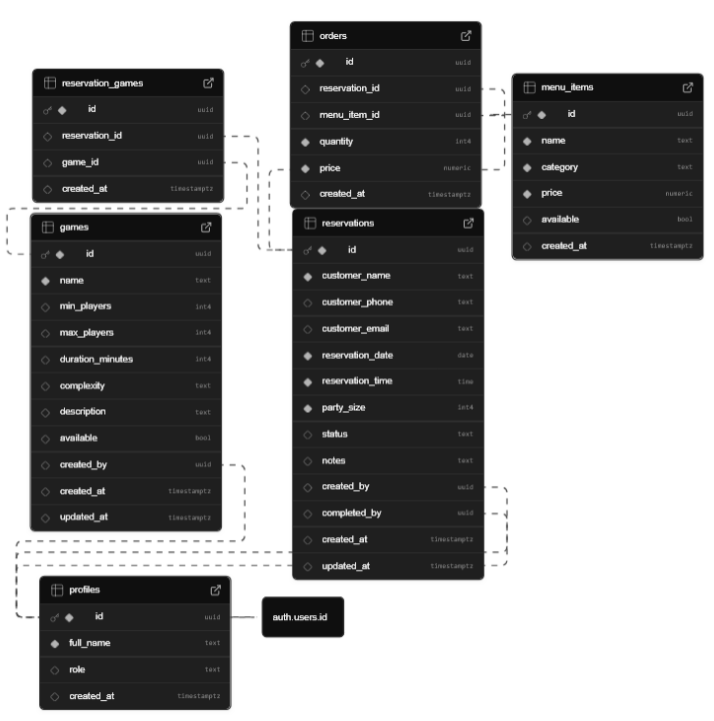 reservation_games
id uuid
reservation_id uuid
game_id uuid
created_at timestamptz
orders
id uuid
reservation_id uuid
menu_item_id uuid
quantity int4
price numeric
created_at timestamptz
menu_items
id uuid
name text
category text
price numeric
available bool
created_at timestamptz
games
id uuid
name text
min_players int4
max_players int4
duration_minutes int4
complexity text
description text
available bool
created_by uuid
created_at timestamptz
updated_at timestamptz
reservations
id uuid
customer_name text
customer_phone text
customer_email text
reservation_date date
reservation_time time
party_size int4
status text
notes text
created_by uuid
completed_by uuid
created_at timestamptz
updated_at timestamptz
profiles
id uuid
full_name text
role text
created_at timestamptz
auth.users.id